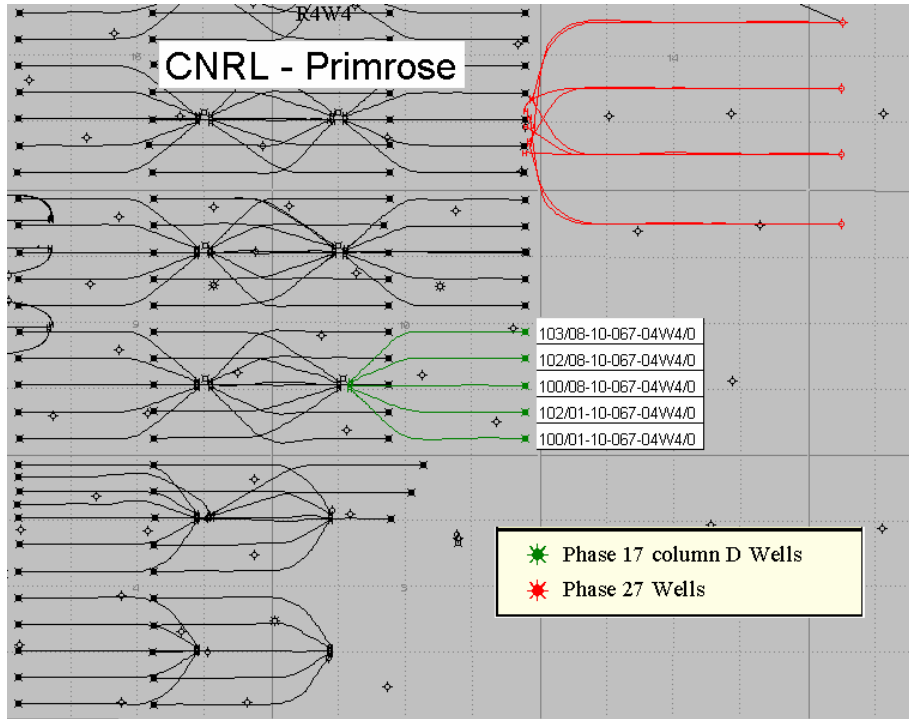 R4W4
16
14
CNRL - Primrose
9
10
103/08-10-067-04W4/0
102/08-10-067-04W4/0
100/08-10-067-04W4/0
102/01-10-067-04W4/0
100/01-10-067-04W4/0
Phase 17 column D Wells
Phase 27 Wells
4